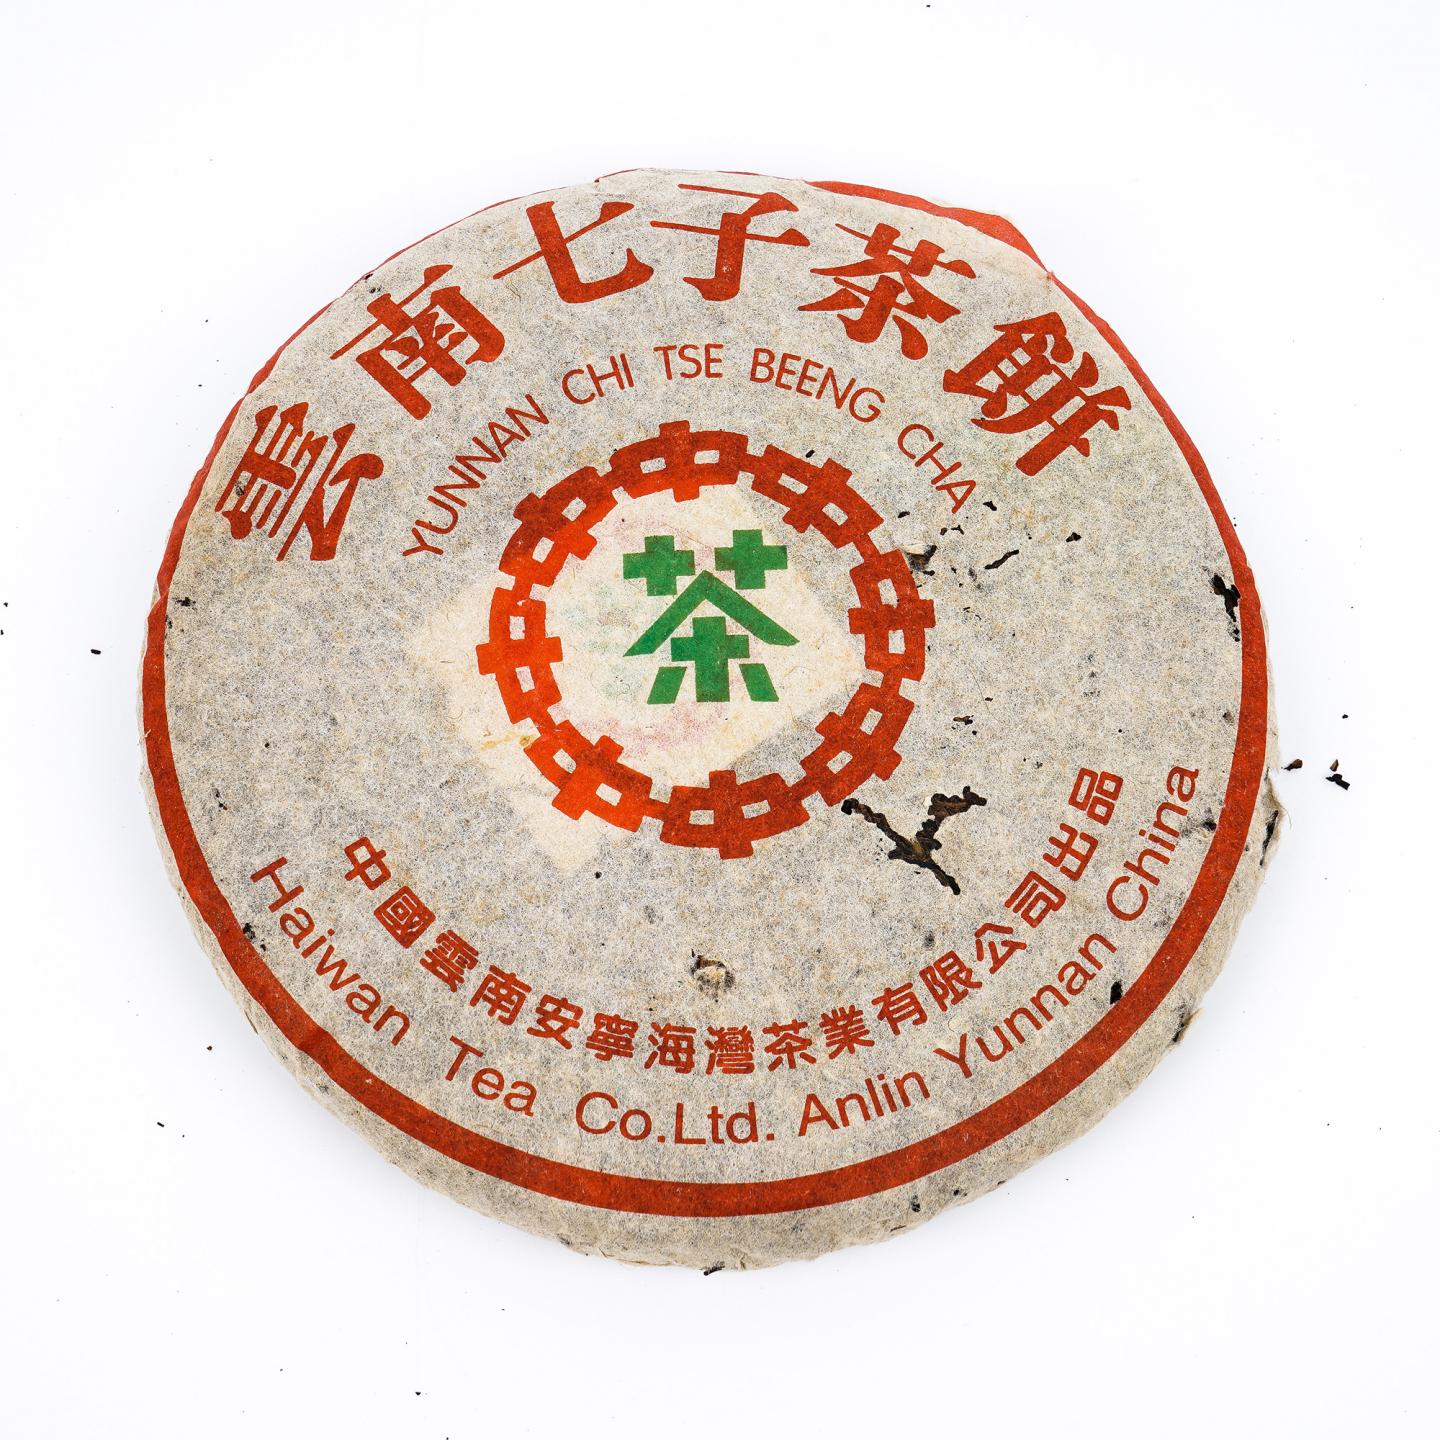 雲南七子茶餅
YUNNAN CHI TSE BEENG CHA
茶
中國雲南安寧海灣茶業有限公司出品
Haiwan Tea Co.Ltd. Anlin Yunnan China